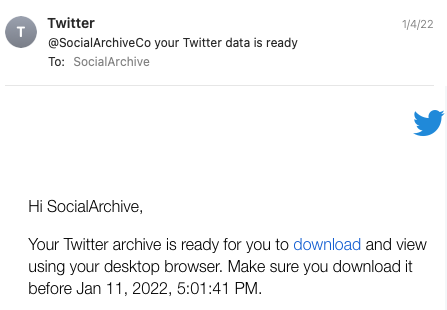 Twitter
1/4/22
T
@SocialArchiveCo your Twitter data is ready
To: SocialArchive
Hi SocialArchive,
Your Twitter archive is ready for you to download and view
using your desktop browser. Make sure you download it
before Jan 11, 2022, 5:01:41 PM.